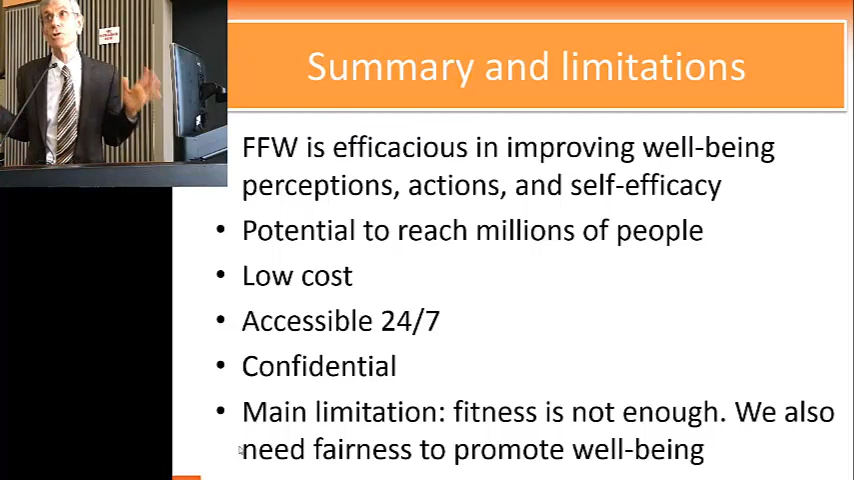 Summary and limitations
FFW is efficacious in improving well-being
perceptions, actions, and self-efficacy
• Potential to reach millions of people
• Low cost
• Accessible 24/7
• Confidential
• Main limitation: fitness is not enough. We also
need fairness to promote well-being